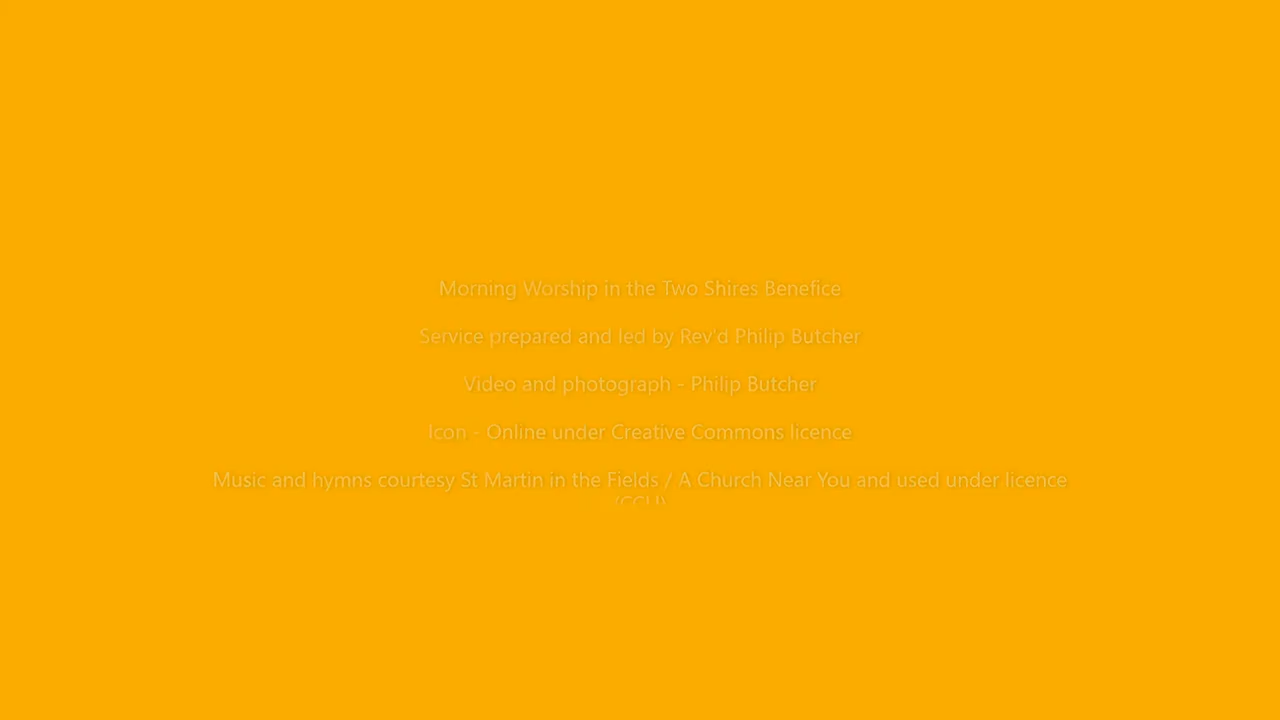 Morning Worship in the Two Shires Benefice
Service prepared and led by Rev'd Philip Butcher
Video and photograph - Philip Butcher
Icon - Online under Creative Commons licence
Music and hymns courtesy St Martin in the Fields / A Church Near You and used under licence